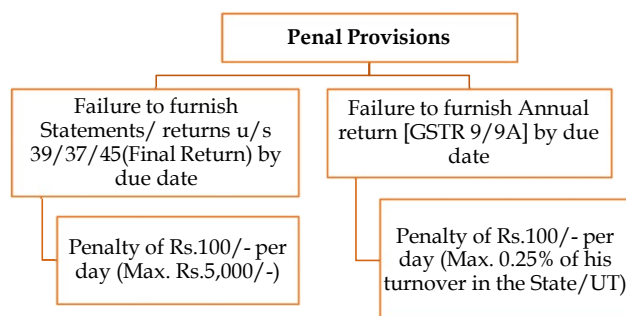 Penal Provisions
Failure to furnish
Statements/ returns u/s
39/37/45(Final Return) by
due date
Penalty of Rs.100/- per
day (Max. Rs.5,000/-)
Failure to furnish Annual
return [GSTR 9/9A] by due
date
Penalty of Rs.100/- per
day (Max. 0.25% of his
turnover in the State/UT)